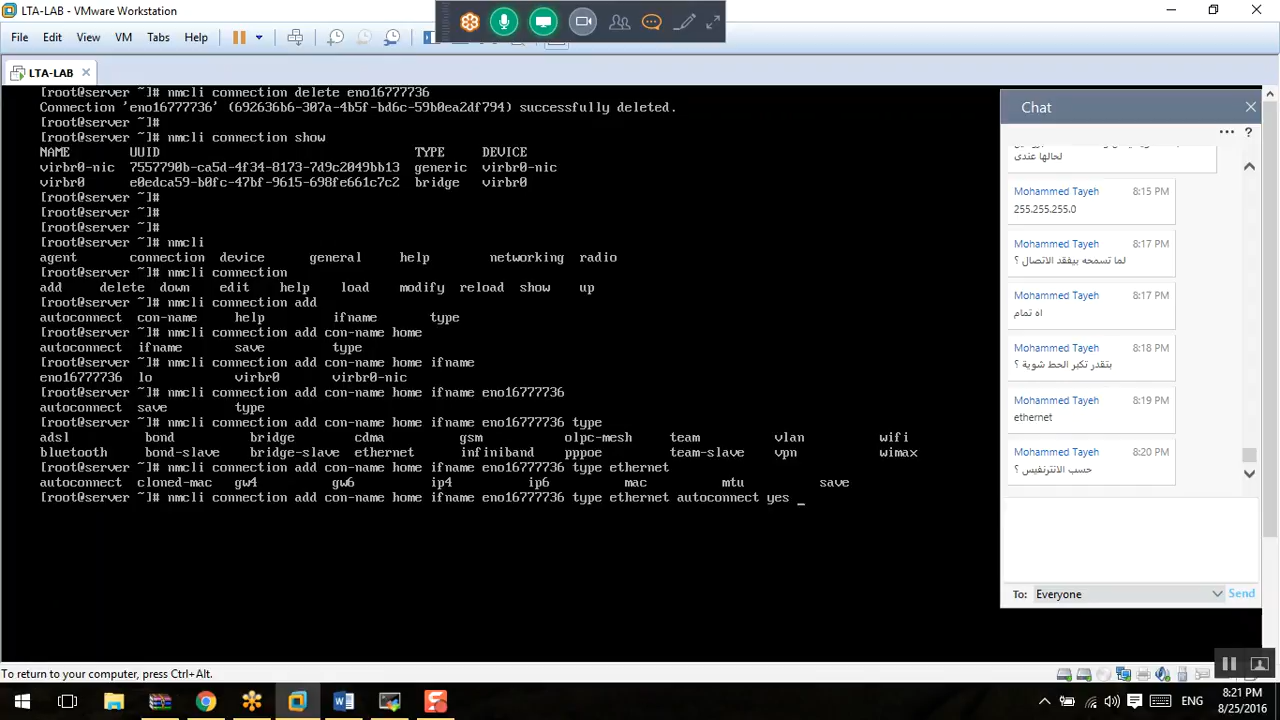 LTA-LAB - VMware Workstation
File Edit View VM Tabs Help
LTA-LAB
[root@server ~]# nmcli connection delete eno16777736
Connection 'eno16777736' (692636b6-307a-4b5f-bd6c-59b0ea2df794) successfully deleted.
[root@server ~]#
[root@server ~]# nmcli connection show
NAME UUID TYPE DEVICE
virbr0-nic 7557790b-ca5d-4f34-8173-7d9c2049bb13 generic virbr0-nic
virbr0 e0edca59-b0fc-47bf-9615-698fe661c7c2 bridge virbr0
[root@server ~]#
[root@server ~]#
[root@server ~]#
[root@server ~]# nmcli
agent connection device general help networking radio
[root@server ~]# nmcli connection
add delete down edit help load modify reload show up
[root@server ~]# nmcli connection add
autoconnect con-name help ifname type
[root@server ~]# nmcli connection add con-name home
autoconnect ifname save type
[root@server ~]# nmcli connection add con-name home ifname
eno16777736 lo virbr0 virbr0-nic
[root@server ~]# nmcli connection add con-name home ifname eno16777736
autoconnect save type
[root@server ~]# nmcli connection add con-name home ifname eno16777736 type
adsl bond bridge cdma gsm olpc-mesh team vlan wifi
bluetooth bond-slave bridge-slave ethernet infiniband pppoe team-slave vpn wimax
[root@server ~]# nmcli connection add con-name home ifname eno16777736 type ethernet
autoconnect cloned-mac gw4 gw6 ip4 ip6 mac mtu save
[root@server ~]# nmcli connection add con-name home ifname eno16777736 type ethernet autoconnect yes _
Chat
لحالها عندى
Mohammed Tayeh 8:15 PM
255.255.255.0
Mohammed Tayeh 8:17 PM
لما تسمحه بيفقد الاتصال ؟
Mohammed Tayeh 8:17 PM
اه تمام
Mohammed Tayeh 8:18 PM
بتقدر تكبر الخط شوية ؟
Mohammed Tayeh 8:19 PM
ethernet
Mohammed Tayeh 8:20 PM
حسب الانترنفيس ؟
To: Everyone Send
To return to your computer, press Ctrl+Alt.
ENG
8:21 PM
8/25/2016